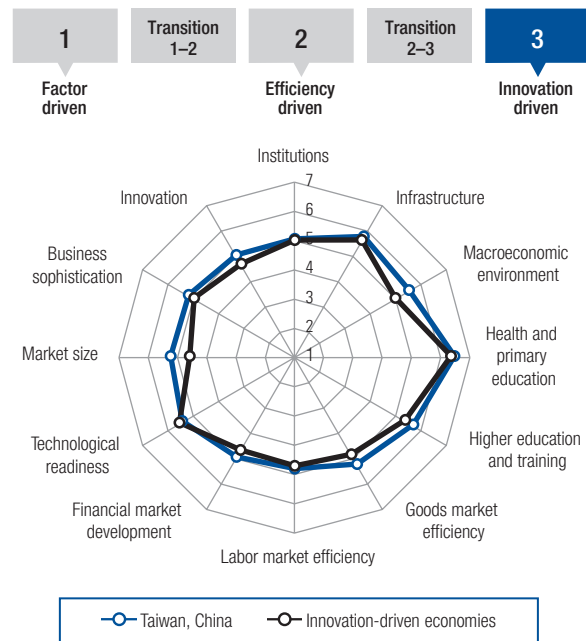 1
Transition
1–2
2
Transition
2–3
3
Factor
driven
Efficiency
driven
Innovation
driven
Institutions
7
Innovation
Infrastructure
6
5
Business
sophistication
Macroeconomic
environment
4
3
2
Market size
1
Health and
primary
education
Technological
readiness
Higher education
and training
Financial market
development
Goods market
efficiency
Labor market efficiency
Taiwan, China
Innovation-driven economies